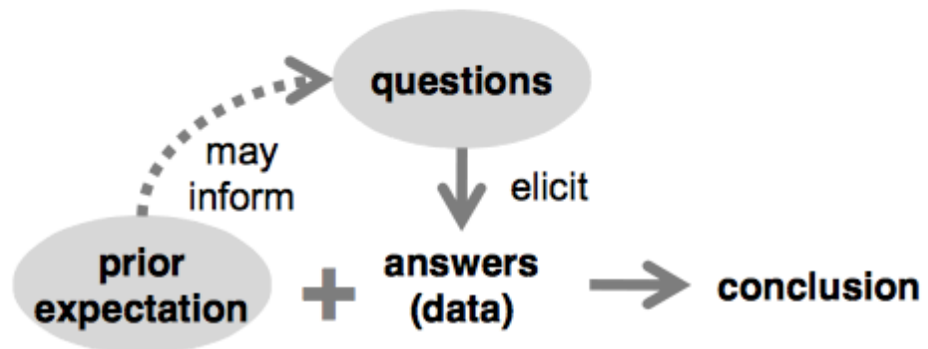 questions
may
inform
elicit
prior
expectation
+
answers
(data)
conclusion